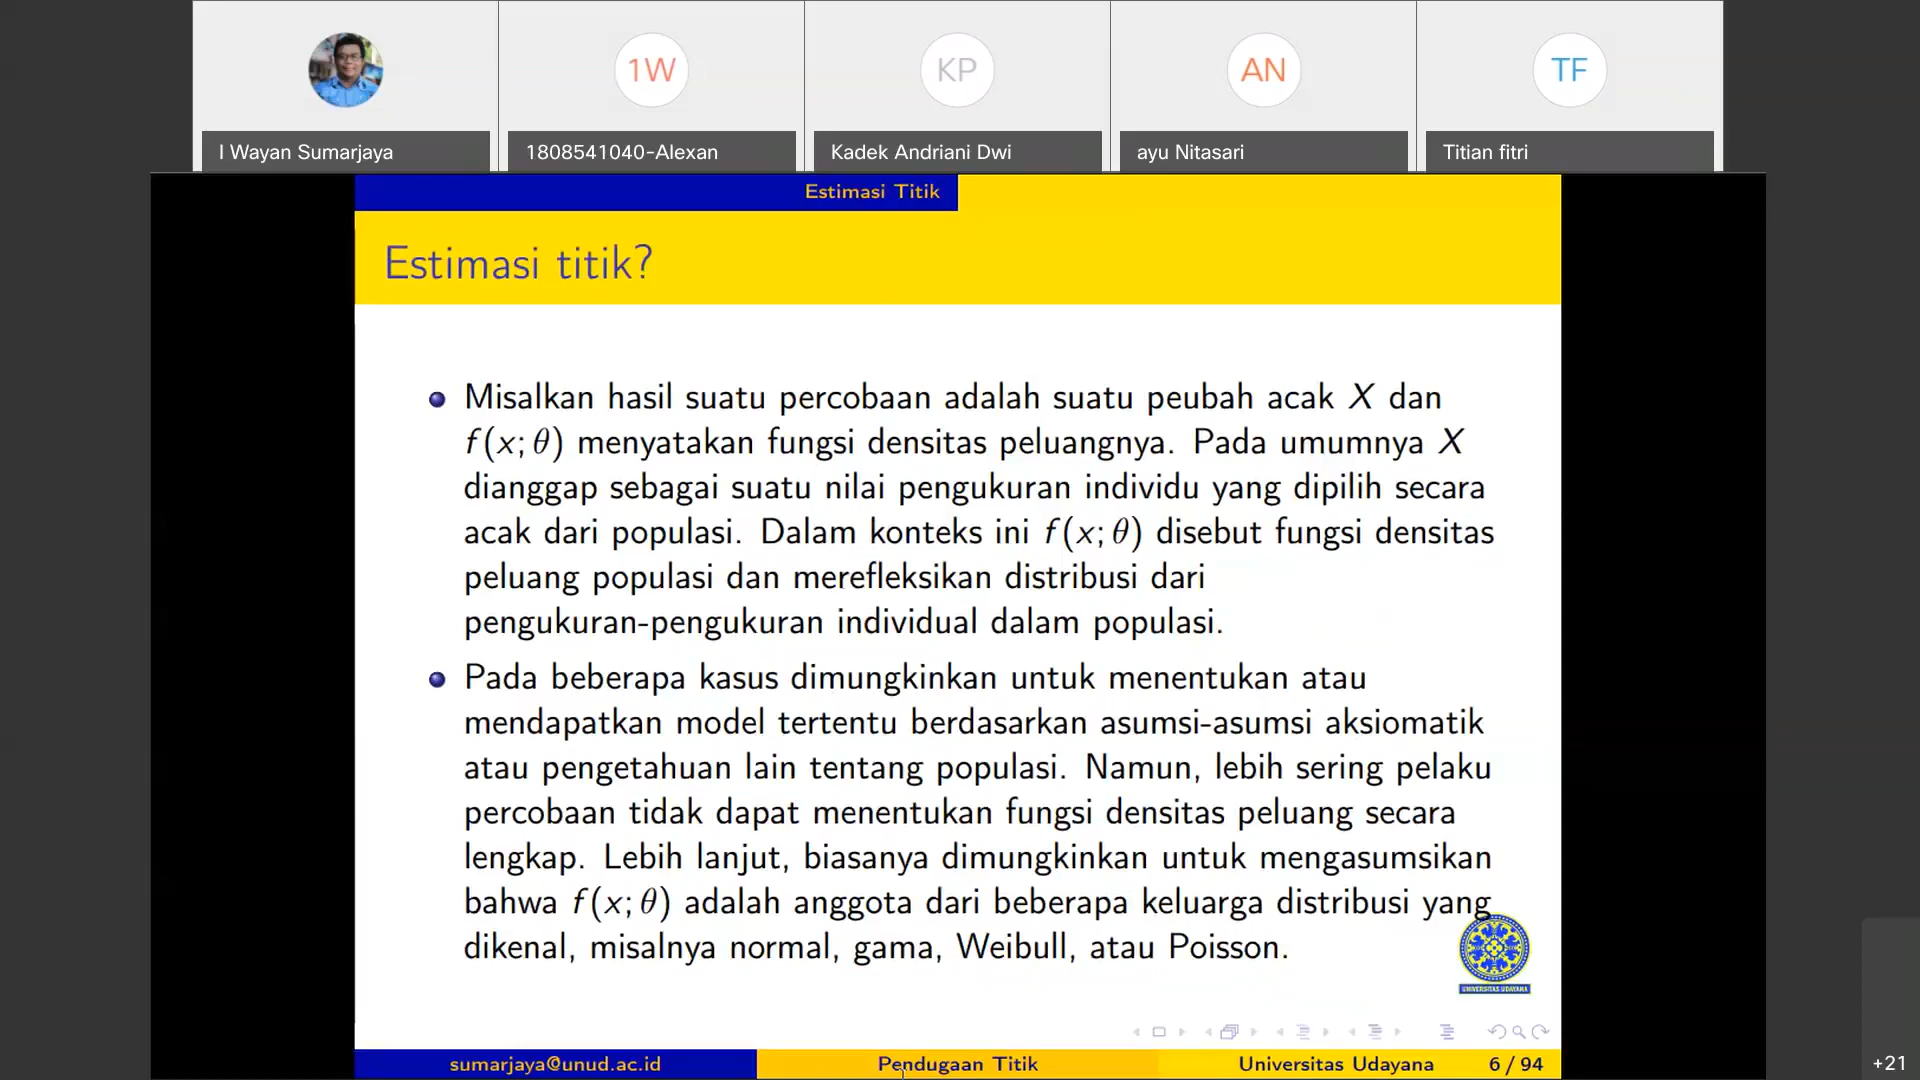 1W
KP
AN
TF
I Wayan Sumarjaya
1808541040-Alexan
Kadek Andriani Dwi
ayu Nitasari
Titian fitri
Estimasi Titik
Estimasi titik?
Misalkan hasil suatu percobaan adalah suatu peubah acak X dan
f(x; θ) menyatakan fungsi densitas peluangnya. Pada umumnya X
dianggap sebagai suatu nilai pengukuran individu yang dipilih secara
acak dari populasi. Dalam konteks ini f(x; θ) disebut fungsi densitas
peluang populasi dan merefleksikan distribusi dari
pengukuran-pengukuran individual dalam populasi.
Pada beberapa kasus dimungkinkan untuk menentukan atau
mendapatkan model tertentu berdasarkan asumsi-asumsi aksiomatik
atau pengetahuan lain tentang populasi. Namun, lebih sering pelaku
percobaan tidak dapat menentukan fungsi densitas peluang secara
lengkap. Lebih lanjut, biasanya dimungkinkan untuk mengasumsikan
bahwa f(x; θ) adalah anggota dari beberapa keluarga distribusi yang
dikenal, misalnya normal, gama, Weibull, atau Poisson.
UNIVERSITAS UDAYANA
sumarjaya@unud.ac.id
Pendugaan Titik
Universitas Udayana
6 / 94
+21